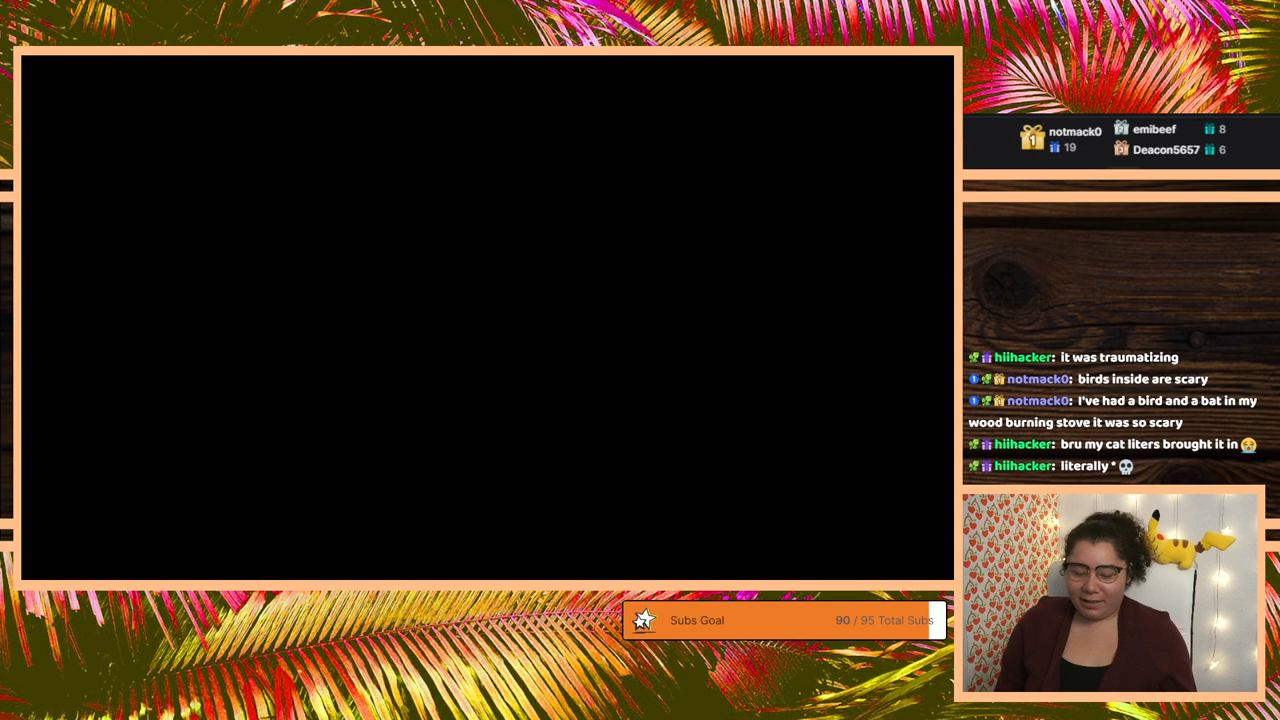 notmack0
19
emibeef 8
Deacon5657 6
hiihacker: it was traumatizing
notmack0: birds inside are scary
notmack0: I've had a bird and a bat in my
wood burning stove it was so scary
hiihacker: bru my cat liters brought it in
hiihacker: literally *
Subs Goal 90 / 95 Total Subs